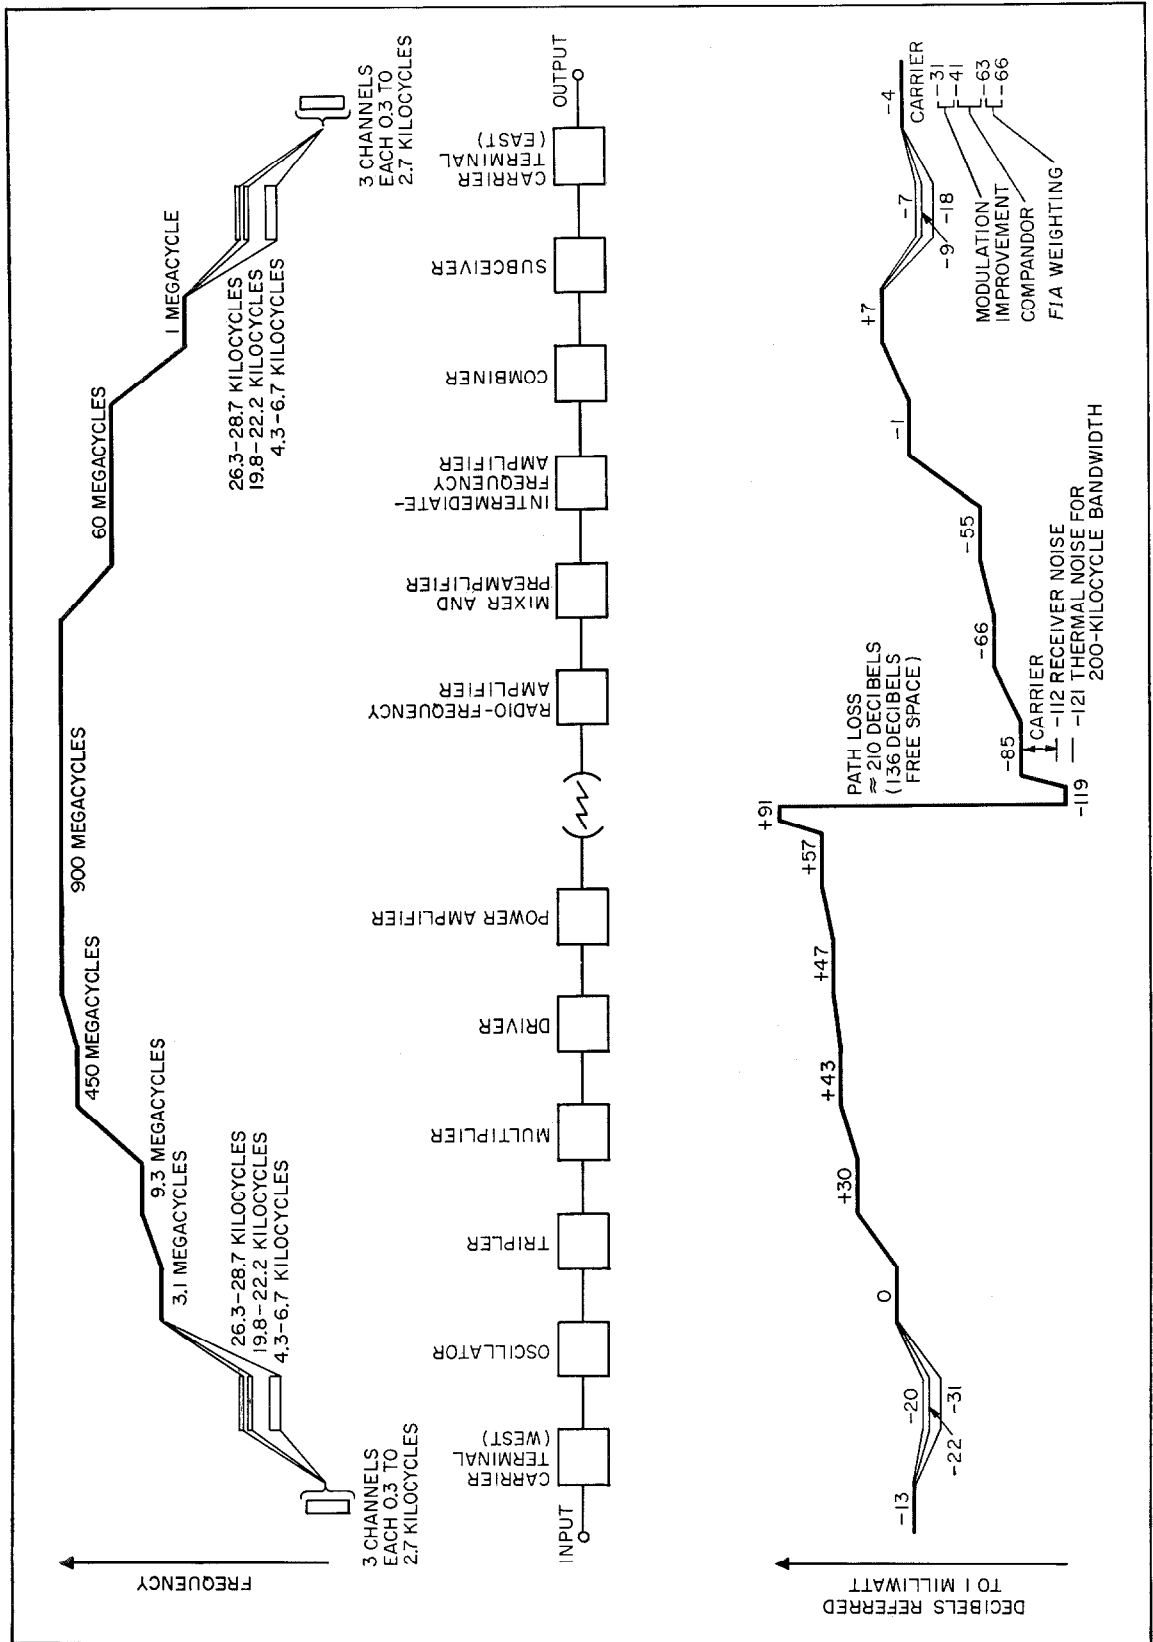 FREQUENCY
3 CHANNELS
EACH 0.3 TO
2.7 KILOCYCLES
26.3–28.7 KILOCYCLES
19.8–22.2 KILOCYCLES
4.3–6.7 KILOCYCLES
3.1 MEGACYCLES
9.3 MEGACYCLES
450 MEGACYCLES
900 MEGACYCLES
60 MEGACYCLES
1 MEGACYCLE
26.3–28.7 KILOCYCLES
19.8–22.2 KILOCYCLES
4.3–6.7 KILOCYCLES
3 CHANNELS
EACH 0.3 TO
2.7 KILOCYCLES
INPUT
CARRIER
TERMINAL
(WEST)
OSCILLATOR
TRIPLER
MULTIPLIER
DRIVER
POWER AMPLIFIER
RADIO-FREQUENCY
AMPLIFIER
MIXER AND
PREAMPLIFIER
INTERMEDIATE-
FREQUENCY
AMPLIFIER
COMBINER
SUBCEIVER
CARRIER
TERMINAL
(EAST)
OUTPUT
DECIBELS REFERRED
TO 1 MILLIWATT
-13
-20
-22
-31
0
+30
+43
+47
+57
+91
PATH LOSS
≈ 210 DECIBELS
(136 DECIBELS
FREE SPACE)
-119
-85
CARRIER
-112 RECEIVER NOISE
-121 THERMAL NOISE FOR
200-KILOCYCLE BANDWIDTH
-66
-55
-1
+7
-7
-9
-18
-4
CARRIER
-31
-41
-63
-66
MODULATION
IMPROVEMENT
COMPANDOR
F1A WEIGHTING